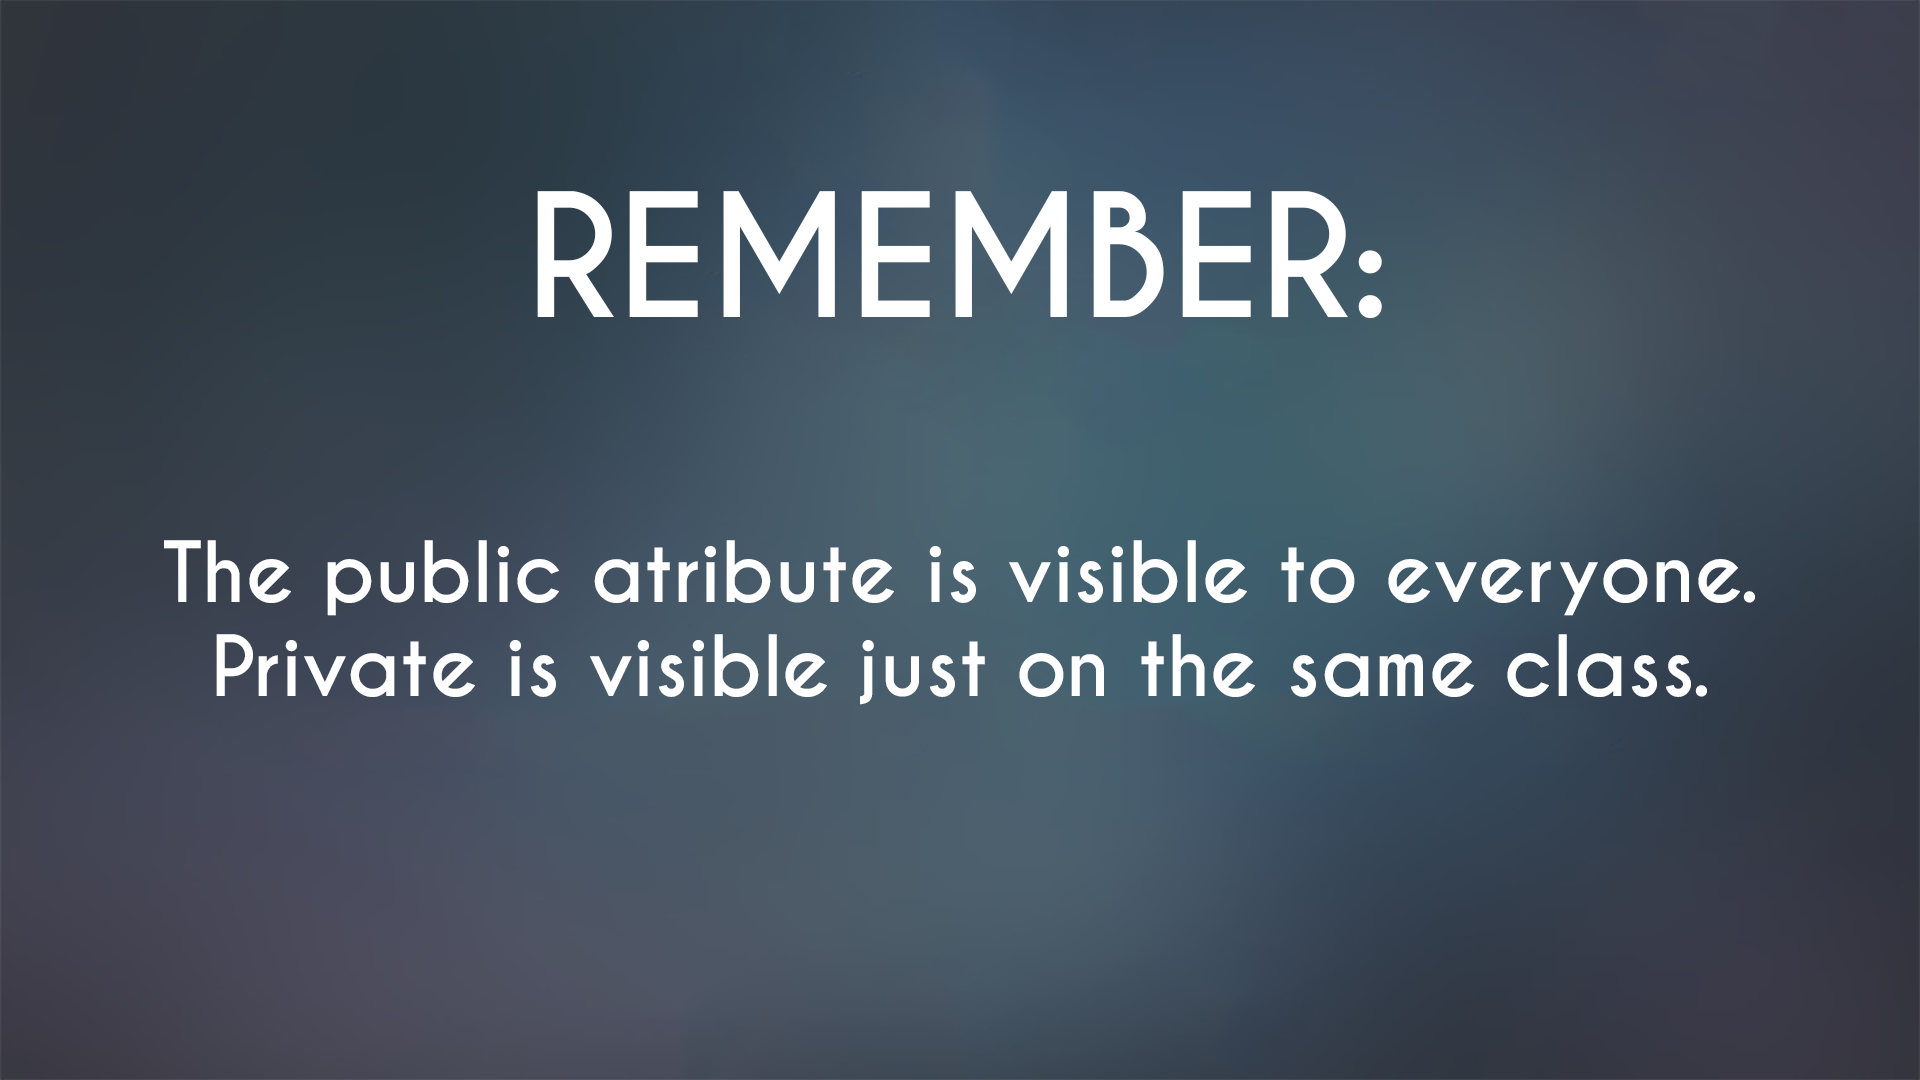 REMEMBER:
The public atribute is visible to everyone.
Private is visible just on the same class.